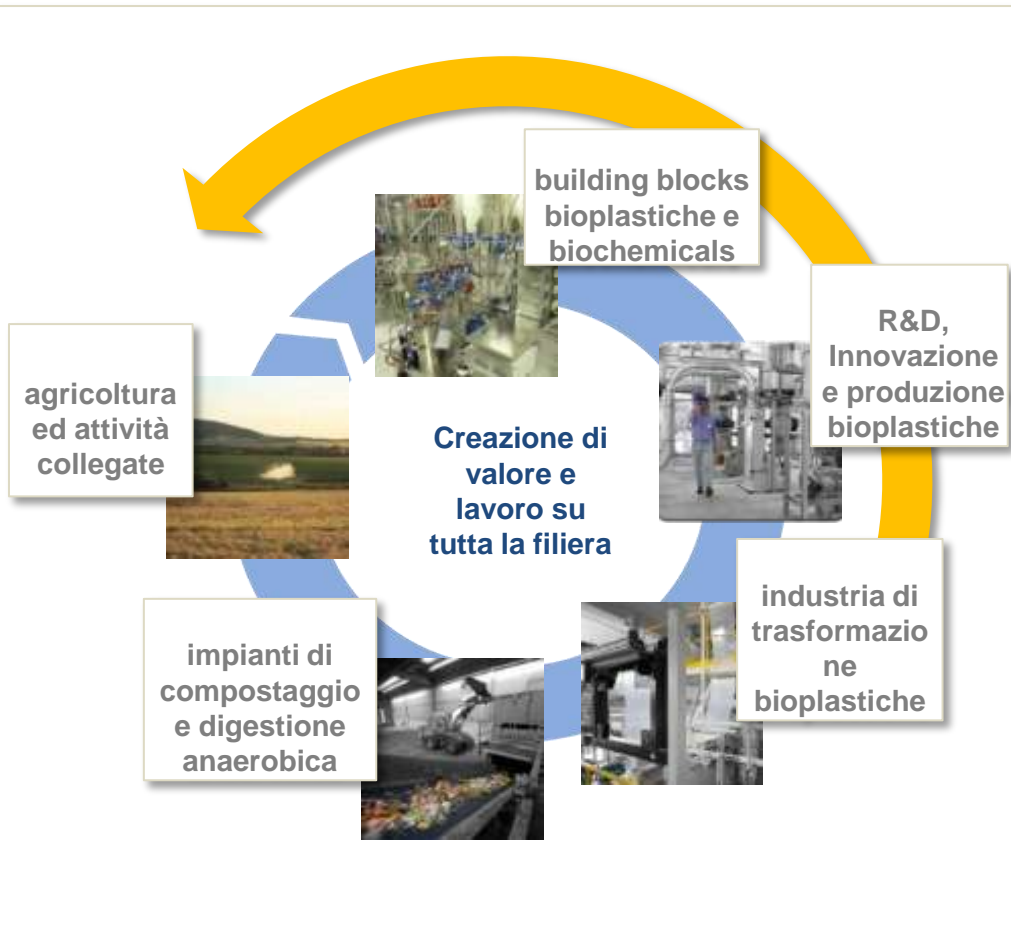 building blocks
bioplastiche e
biochemicals
R&D,
Innovazione
e produzione
bioplastiche
agricoltura
ed attività
collegate
Creazione di
valore e
lavoro su
tutta la filiera
industria di
trasformazio
ne
bioplastiche
impianti di
compostaggio
e digestione
anaerobica